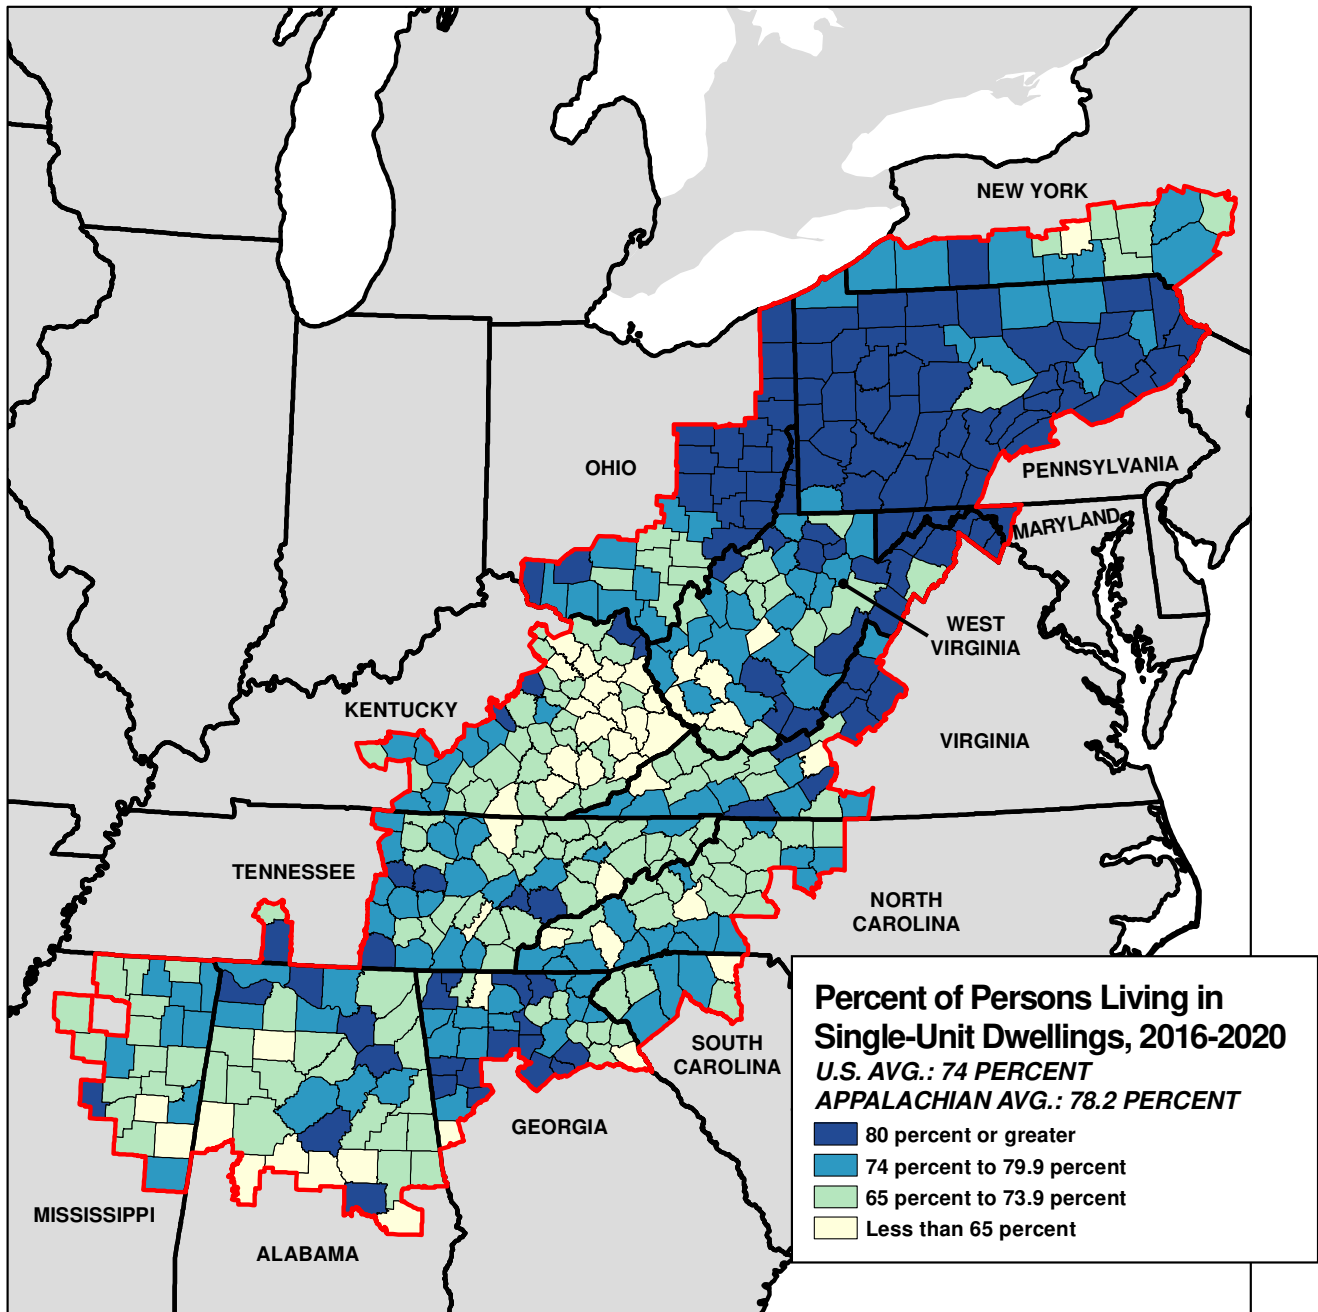 NEW YORK
OHIO
PENNSYLVANIA
MARYLAND
WEST
VIRGINIA
KENTUCKY
VIRGINIA
TENNESSEE
NORTH
CAROLINA
Percent of Persons Living in
Single-Unit Dwellings, 2016-2020
U.S. AVG.: 74 PERCENT
APPALACHIAN AVG.: 78.2 PERCENT
80 percent or greater
74 percent to 79.9 percent
65 percent to 73.9 percent
Less than 65 percent
SOUTH
CAROLINA
GEORGIA
MISSISSIPPI
ALABAMA